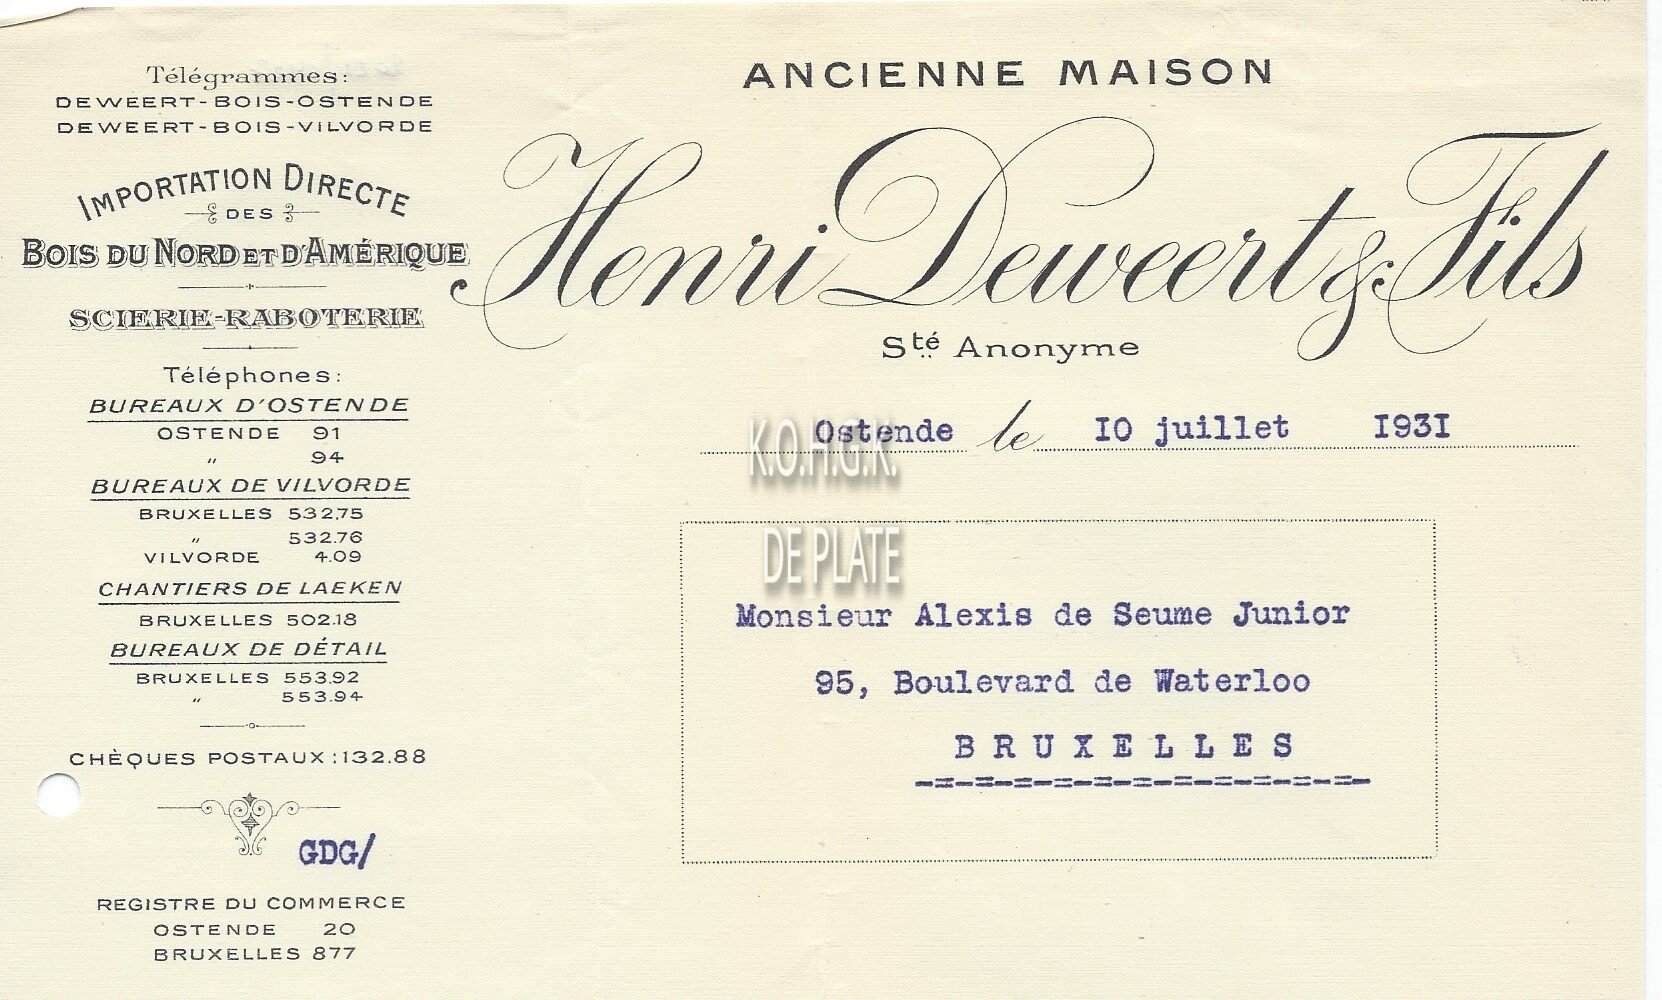 Télégrammes:
DEWEERT-BOIS-OSTENDE
DEWEERT-BOIS-VILVORDE
IMPORTATION DIRECTE
DES
BOIS DU NORD ET D'AMÉRIQUE
SCIERIE-RABOTERIE
Téléphones:
BUREAUX D'OSTENDE
OSTENDE 91
" 94
BUREAUX DE VILVORDE
BRUXELLES 532.75
" 532.76
VILVORDE 4.09
CHANTIERS DE LAEKEN
BRUXELLES 502.18
BUREAUX DE DÉTAIL
BRUXELLES 553.92
" 553.94
CHÈQUES POSTAUX:132.88
GDG/
REGISTRE DU COMMERCE
OSTENDE 20
BRUXELLES 877
ANCIENNE MAISON
Henri Deweert & Fils
Sté Anonyme
Ostende le 10 juillet 1931
K.O.H.G.K.
DE PLATE
Monsieur Alexis de Seume Junior
95, Boulevard de Waterloo
BRUXELLES